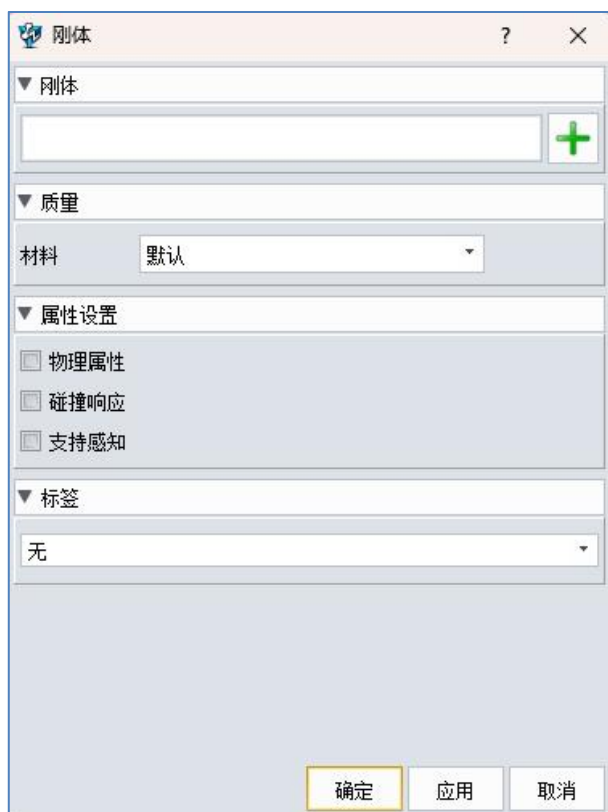 刚体
?
刚体
质量
材料 默认
属性设置
物理属性
碰撞响应
支持感知
标签
无
确定 应用 取消